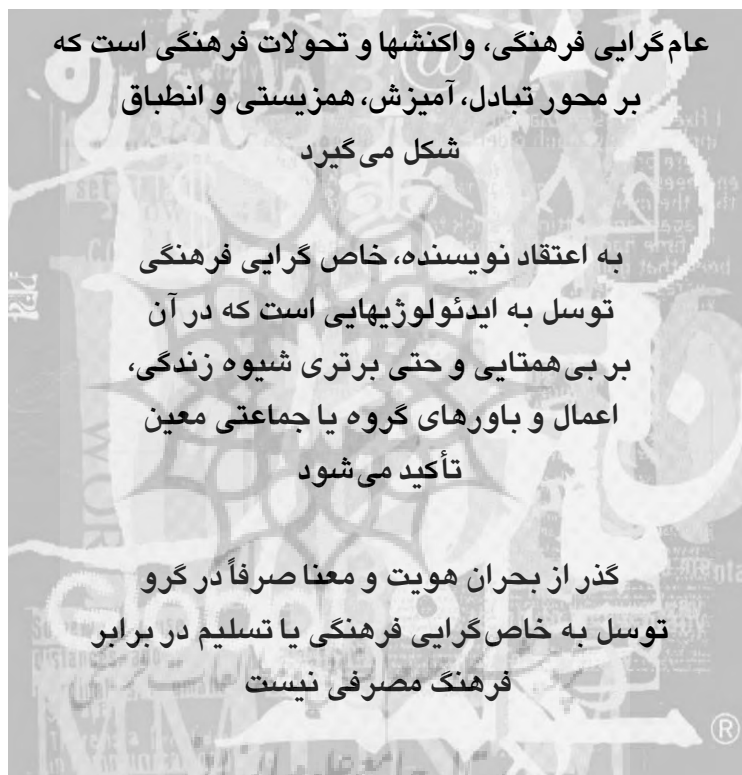 عام‌گرایی فرهنگی، واکنشها و تحولات فرهنگی است که
بر محور تبادل، آمیزش، همزیستی و انطباق
شکل می‌گیرد
به اعتقاد نویسنده، خاص گرایی فرهنگی
توسل به ایدئولوژیهایی است که در آن
بر بی‌همتایی و حتی برتری شیوه زندگی،
اعمال و باورهای گروه یا جماعتی معین
تأکید می‌شود
گذر از بحران هویت و معنا صرفاً در گرو
توسل به خاص‌گرایی فرهنگی یا تسلیم در برابر
فرهنگ مصرفی نیست
®